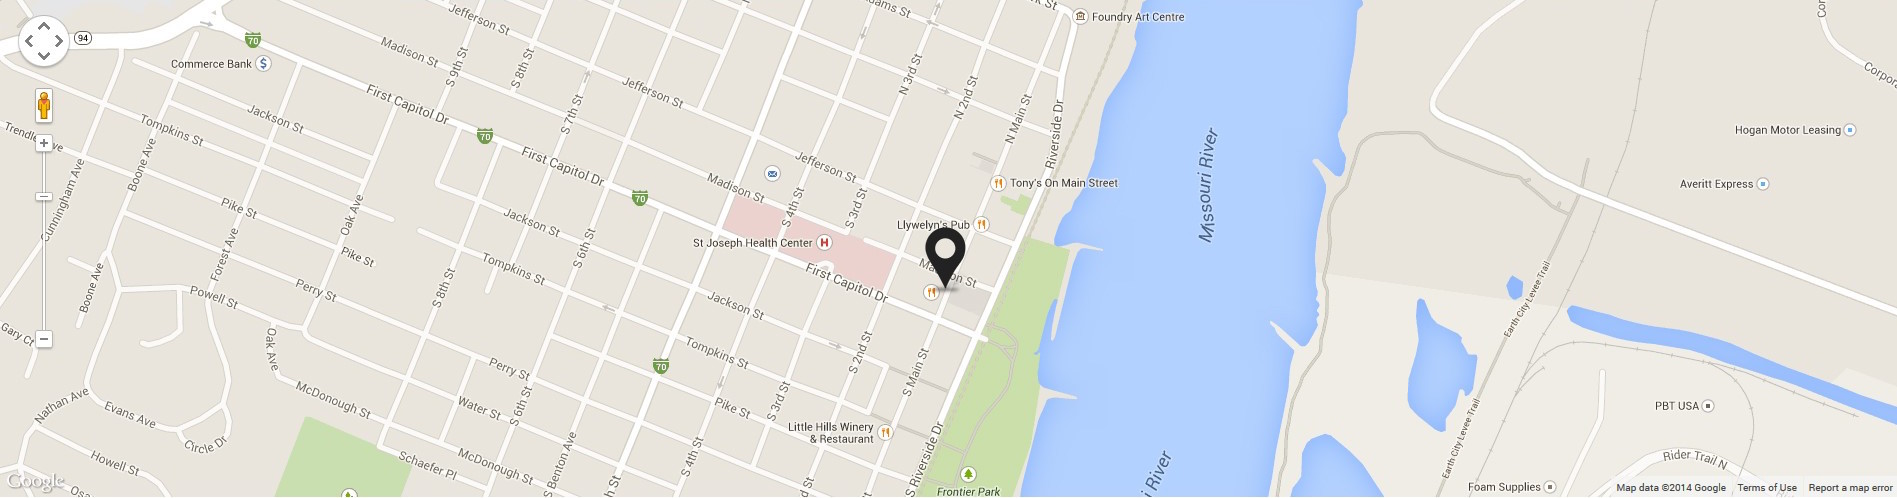 Adams St
Foundry Art Centre
94
70
Commerce Bank
$
Madison St
S 9th St
S 8th St
Jefferson St
N 3rd St
N 2nd St
N Main St
Riverside Dr
Corpora
First Capitol Dr
Jackson St
S 7th St
Tompkins St
Trendley Ave
70
Hogan Motor Leasing
Missouri River
Boone Ave
First Capitol Dr
Jefferson St
Madison St
Tony's On Main Street
Averitt Express
Cunningham Ave
Pike St
Oak Ave
70
S 4th St
S 3rd St
Jackson St
Llywelyn's Pub
St Joseph Health Center
H
S 6th St
Forest Ave
Pike St
Tompkins St
First Capitol Dr
Boone Ave
Powell St
Perry St
S 8th St
Jackson St
Earth City Levee Trail
Gary Ct
Oak Ave
Tompkins St
S 2nd St
S Main St
70
Perry St
McDonough St
Water St
S 6th St
Pike St
S 3rd St
Nathan Ave
Evans Ave
Circle Dr
PBT USA
Little Hills Winery
& Restaurant
Earth City Levee Trail
Howell St
Schaefer Pl
McDonough St
S Benton Ave
S 4th St
S Riverside Dr
Frontier Park
i River
Rider Trail N
Foam Supplies
Google
Map data ©2014 Google
Terms of Use
Report a map error